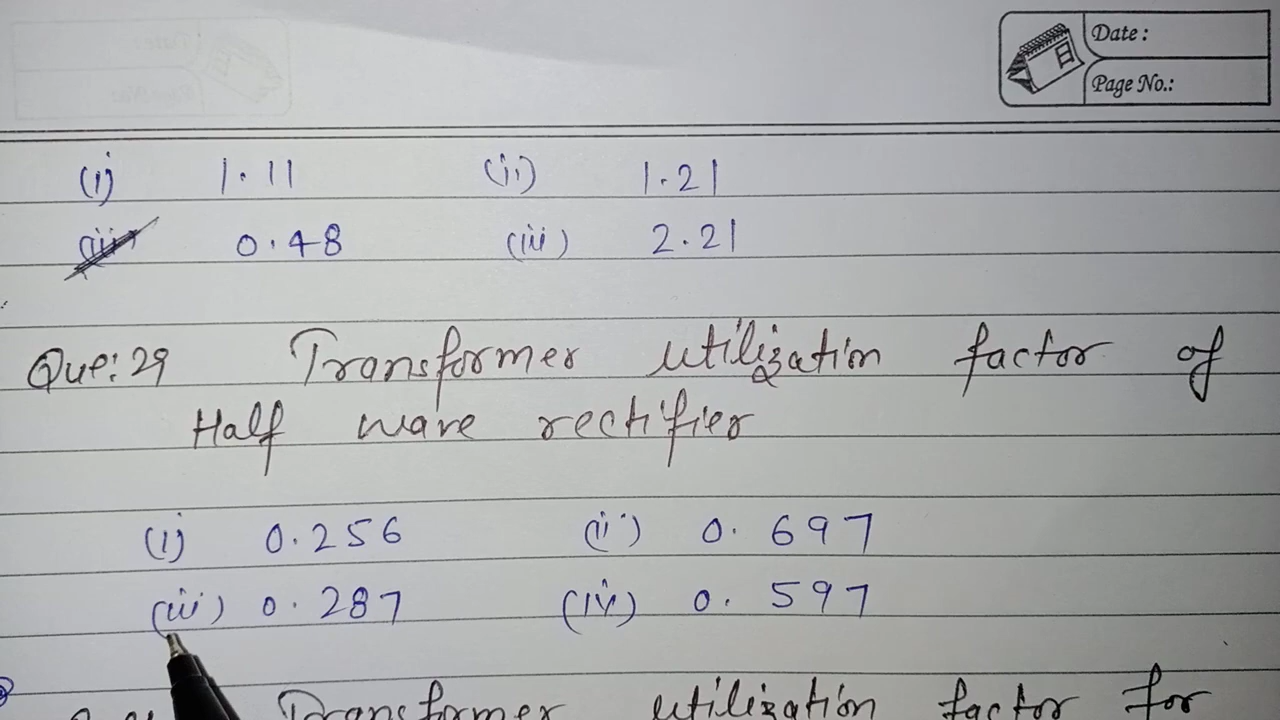 Date :
Page No.:
(i) 1.11 (ii) 1.21
(iii) 0.48 (iii) 2.21
Que: 29 Transformer utilization factor of
Half wave rectifier
(i) 0.256 (ii) 0.697
(iii) 0.287 (iv) 0.597
Transformer utilization factor for